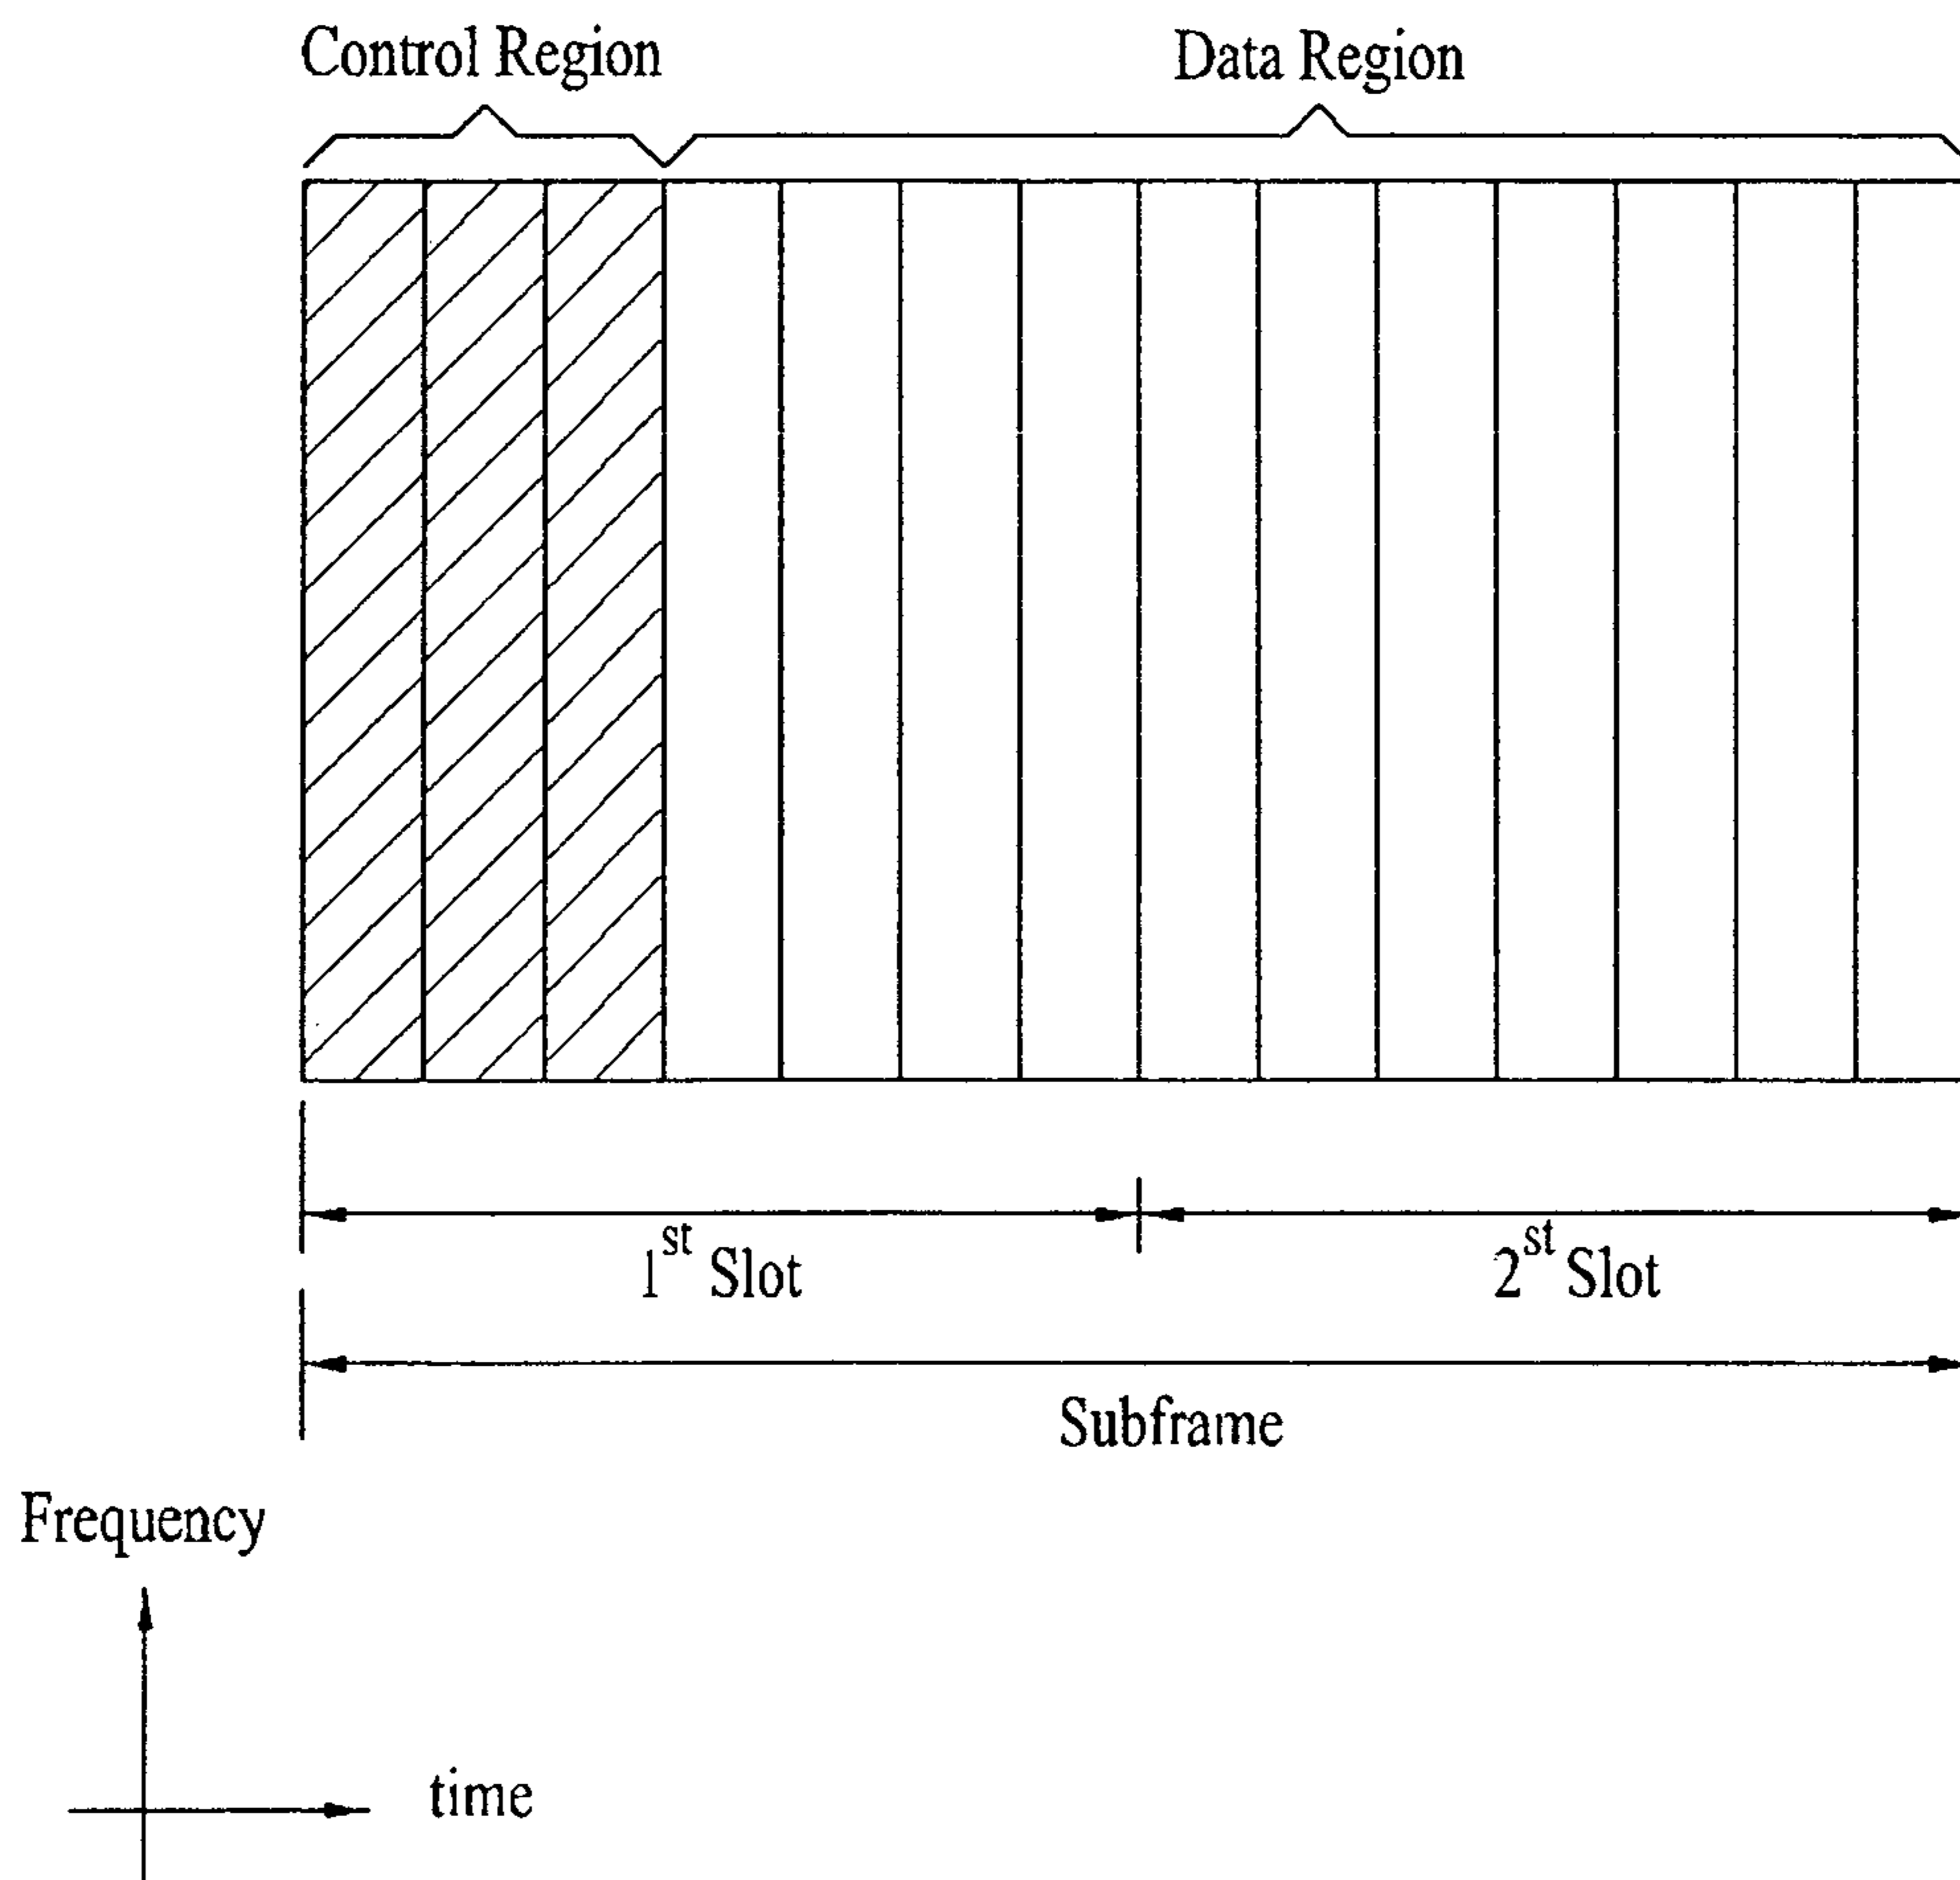 Control Region
Data Region
1st Slot
2st Slot
Subframe
Frequency
time